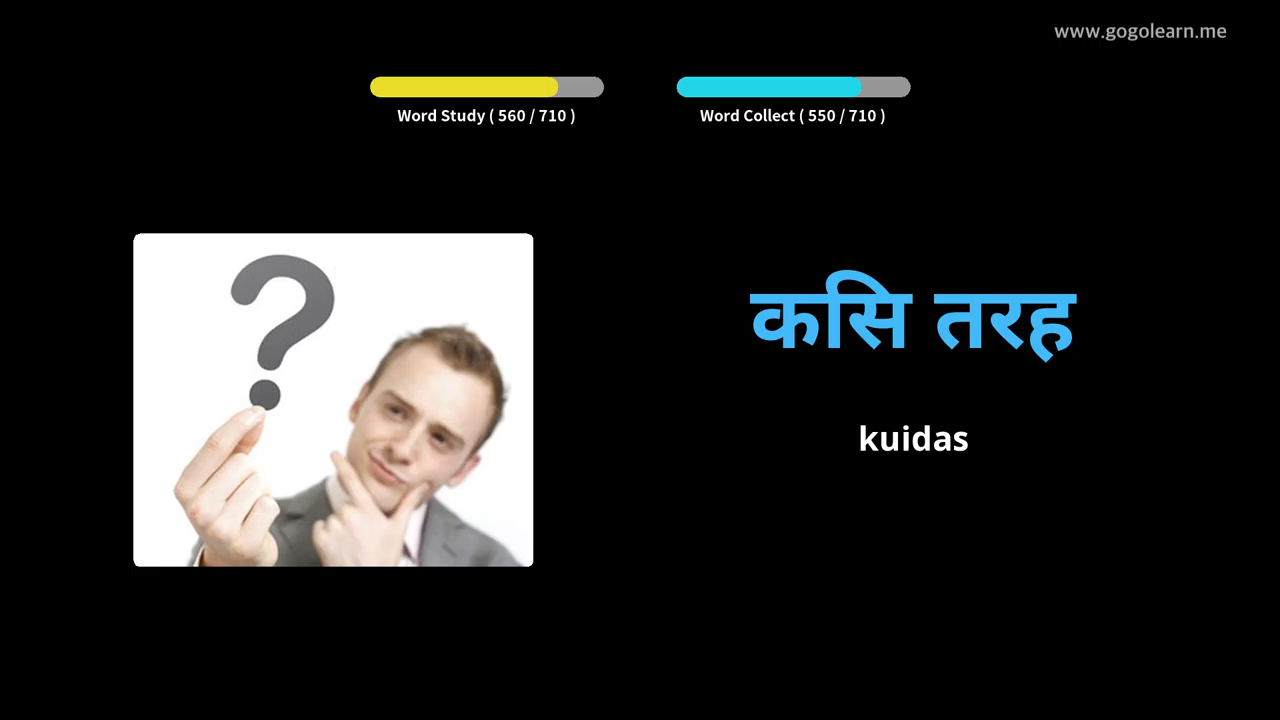 www.gogolearn.me
Word Study ( 560 / 710 )
Word Collect ( 550 / 710 )
कसि तरह
kuidas